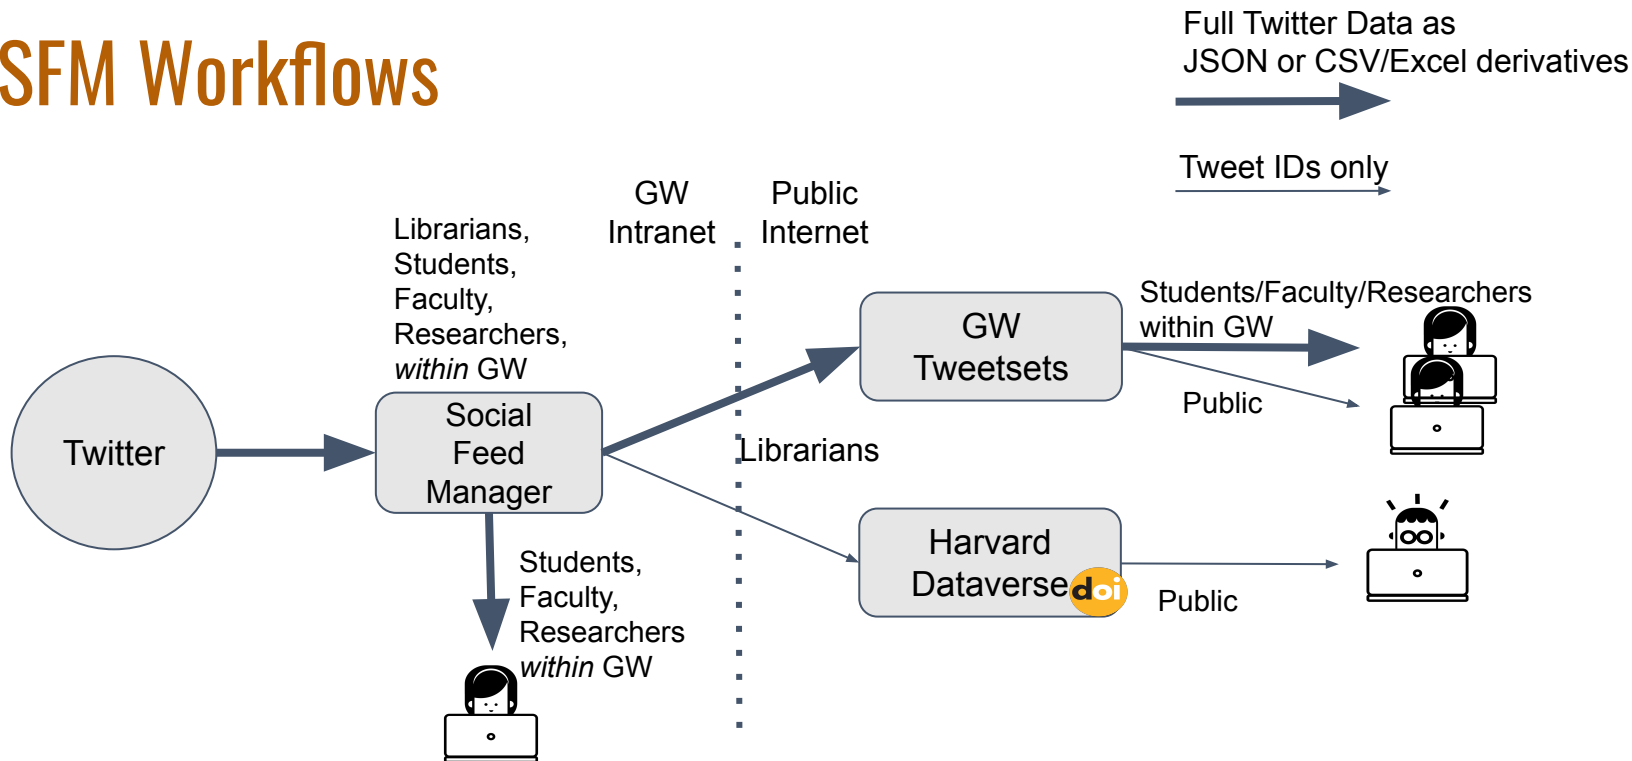 SFM Workflows
Full Twitter Data as
JSON or CSV/Excel derivatives
Tweet IDs only
GW
Intranet
Public
Internet
Librarians,
Students,
Faculty,
Researchers,
within GW
Twitter
Social
Feed
Manager
Students,
Faculty,
Researchers
within GW
Librarians
GW
Tweetsets
Students/Faculty/Researchers
within GW
Public
Harvard
Dataverse
doi
Public